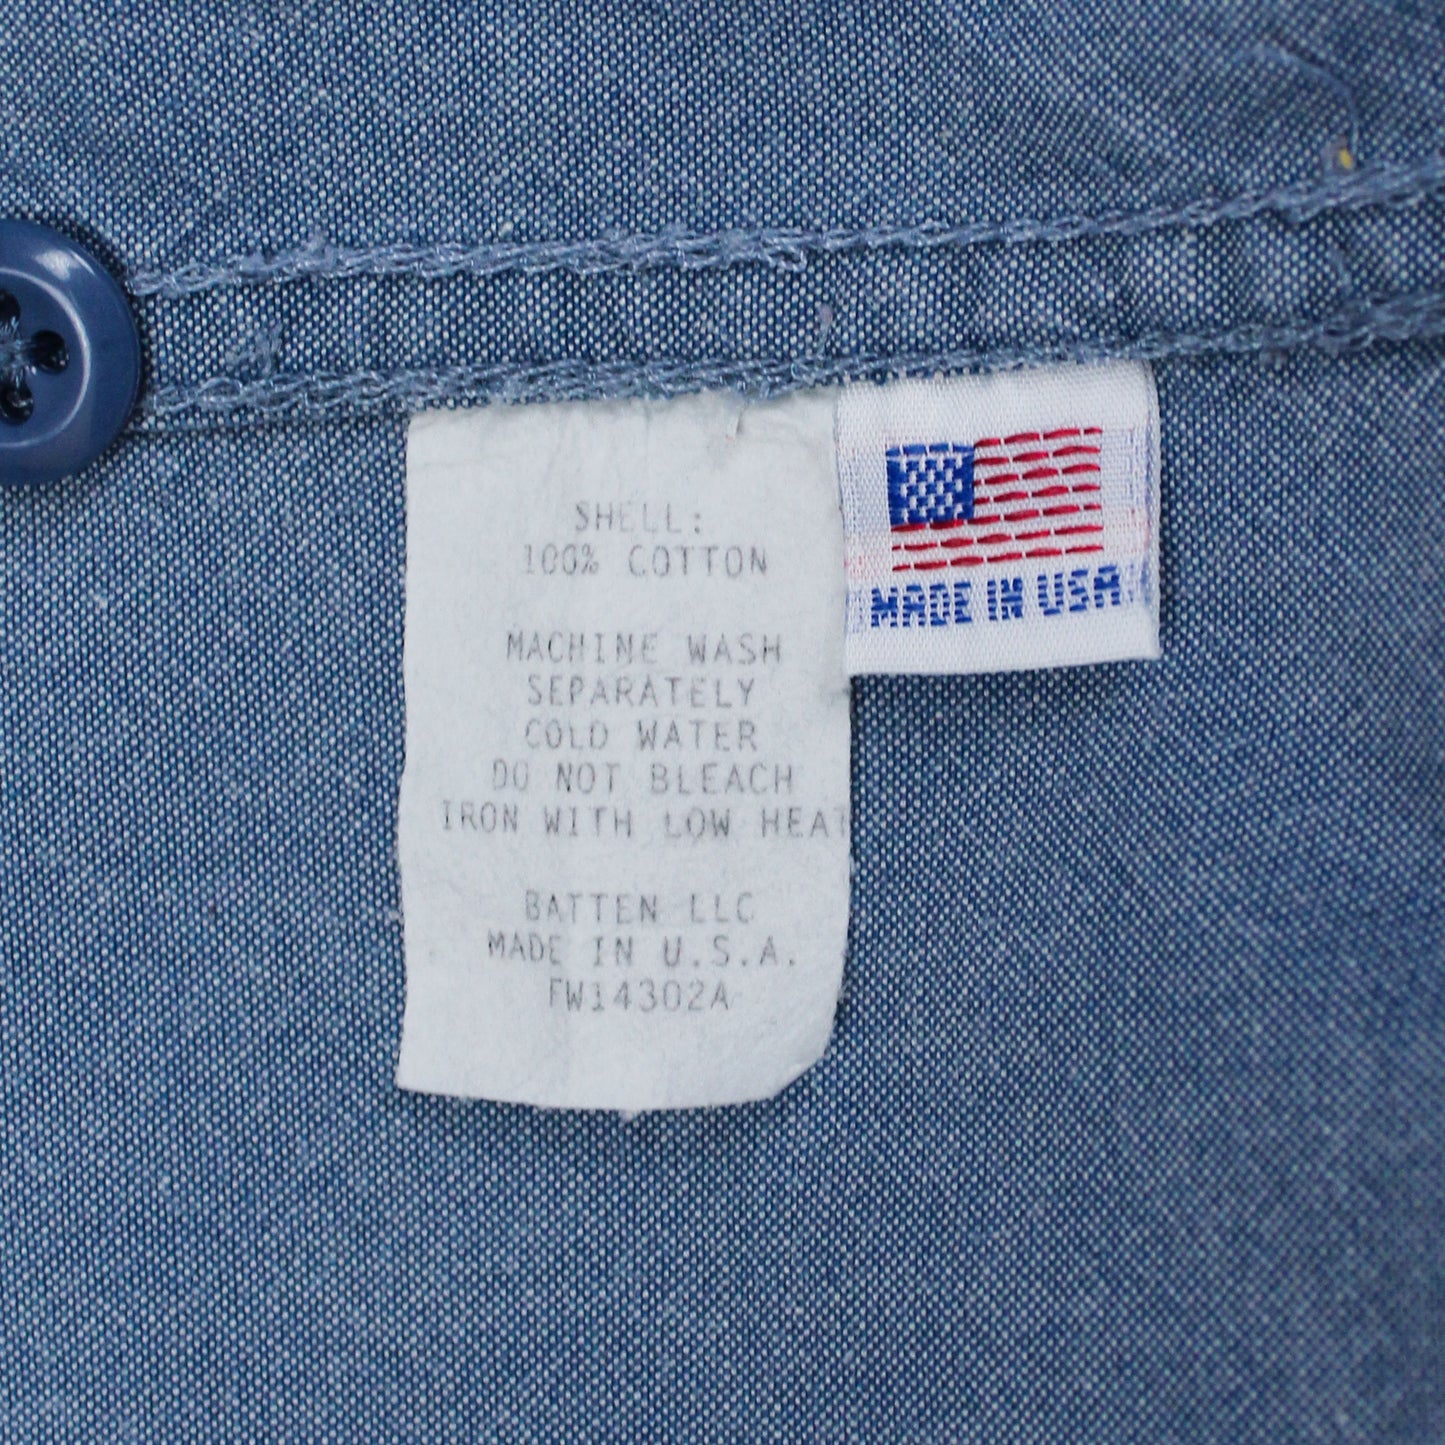 SHELL:
100% COTTON
MACHINE WASH
SEPARATELY
COLD WATER
DO NOT BLEACH
IRON WITH LOW HEAT
BATTEN LLC
MADE IN U.S.A.
FW14302A
MADE IN USA